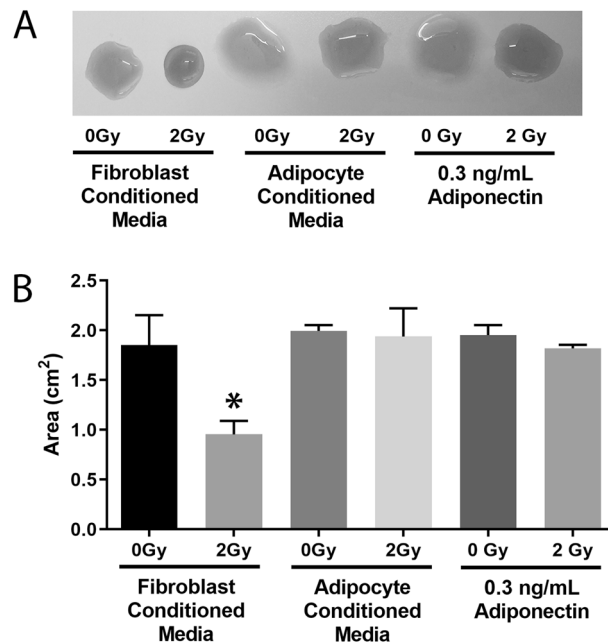 A
0Gy 2Gy 0Gy 2Gy 0 Gy 2 Gy
Fibroblast
Conditioned
Media
Adipocyte
Conditioned
Media
0.3 ng/mL
Adiponectin
B
Area (cm²)
2.5
2.0
1.5
1.0
0.5
0.0
*
0Gy 2Gy 0Gy 2Gy 0 Gy 2 Gy
Fibroblast
Conditioned
Media
Adipocyte
Conditioned
Media
0.3 ng/mL
Adiponectin